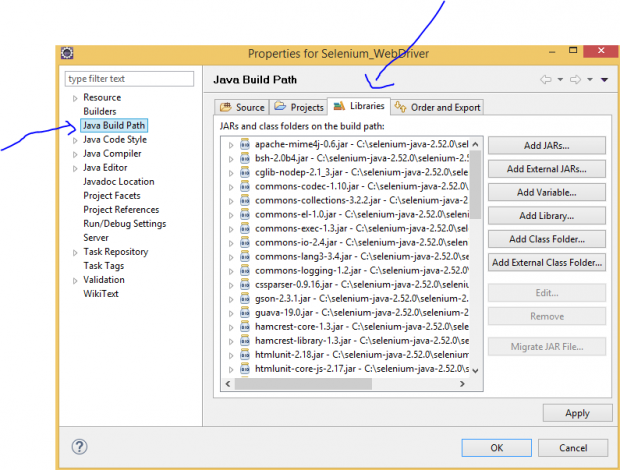 Properties for Selenium_WebDriver
type filter text
Java Build Path
Resource
Builders
Java Build Path
Java Code Style
Java Compiler
Java Editor
Javadoc Location
Project Facets
Project References
Run/Debug Settings
Server
Task Repository
Task Tags
Validation
WikiText
Source
Projects
Libraries
Order and Export
JARs and class folders on the build path:
apache-mime4j-0.6.jar - C:\selenium-java-2.52.0\sele
bsh-2.0b4.jar - C:\selenium-java-2.52.0\selenium-2.5
cglib-nodep-2.1_3.jar - C:\selenium-java-2.52.0\sele
commons-codec-1.10.jar - C:\selenium-java-2.52.0\
commons-collections-3.2.2.jar - C:\selenium-java-2
commons-el-1.0.jar - C:\selenium-java-2.52.0\seleni
commons-exec-1.3.jar - C:\selenium-java-2.52.0\sel
commons-io-2.4.jar - C:\selenium-java-2.52.0\seleni
commons-lang3-3.4.jar - C:\selenium-java-2.52.0\se
commons-logging-1.2.jar - C:\selenium-java-2.52.0\
cssparser-0.9.16.jar - C:\selenium-java-2.52.0\seleni
gson-2.3.1.jar - C:\selenium-java-2.52.0\selenium-2.
guava-19.0.jar - C:\selenium-java-2.52.0\selenium-2
hamcrest-core-1.3.jar - C:\selenium-java-2.52.0\sele
hamcrest-library-1.3.jar - C:\selenium-java-2.52.0\se
htmlunit-2.18.jar - C:\selenium-java-2.52.0\selenium
htmlunit-core-js-2.17.jar - C:\selenium-java-2.52.0\s
Add JARs...
Add External JARs...
Add Variable...
Add Library...
Add Class Folder...
Add External Class Folder...
Edit...
Remove
Migrate JAR File...
Apply
OK
Cancel